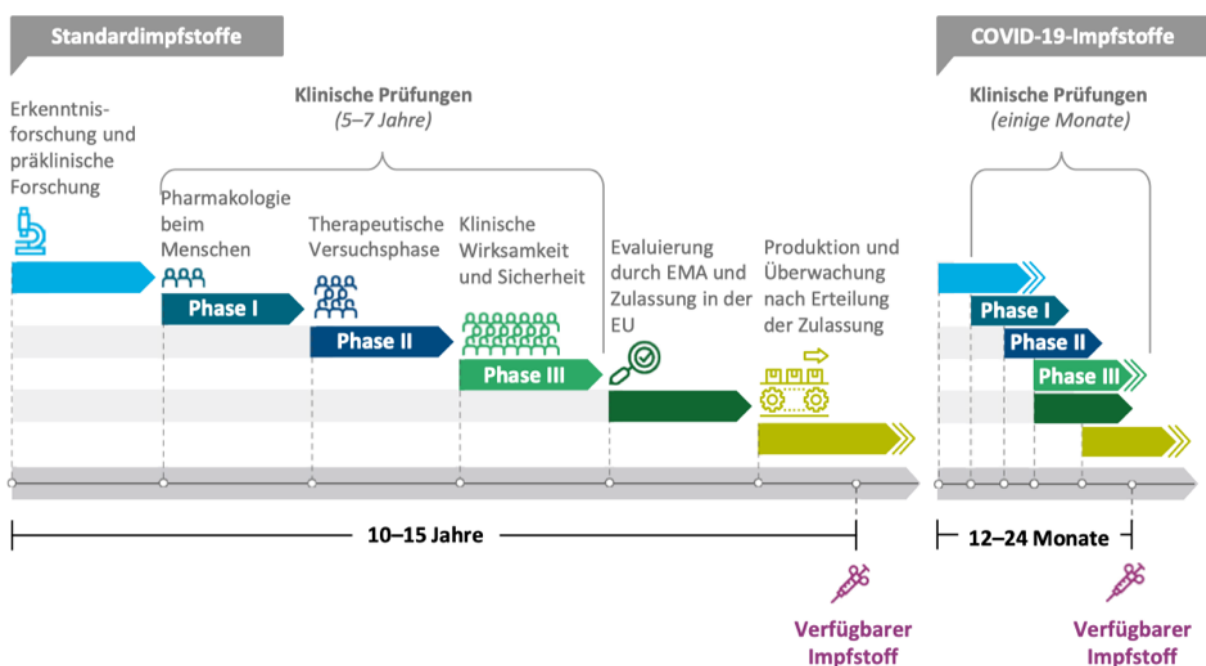 Standardimpfstoffe
Erkenntnis-
forschung und
präklinische
Forschung
Klinische Prüfungen
(5–7 Jahre)
Pharmakologie
beim
Menschen
Therapeutische
Versuchsphase
Klinische
Wirksamkeit
und Sicherheit
Evaluierung
durch EMA und
Zulassung in der
EU
Produktion und
Überwachung
nach Erteilung
der Zulassung
Phase I
Phase II
Phase III
10–15 Jahre
Verfügbarer
Impfstoff
COVID-19-Impfstoffe
Klinische Prüfungen
(einige Monate)
Phase I
Phase II
Phase III
12–24 Monate
Verfügbarer
Impfstoff